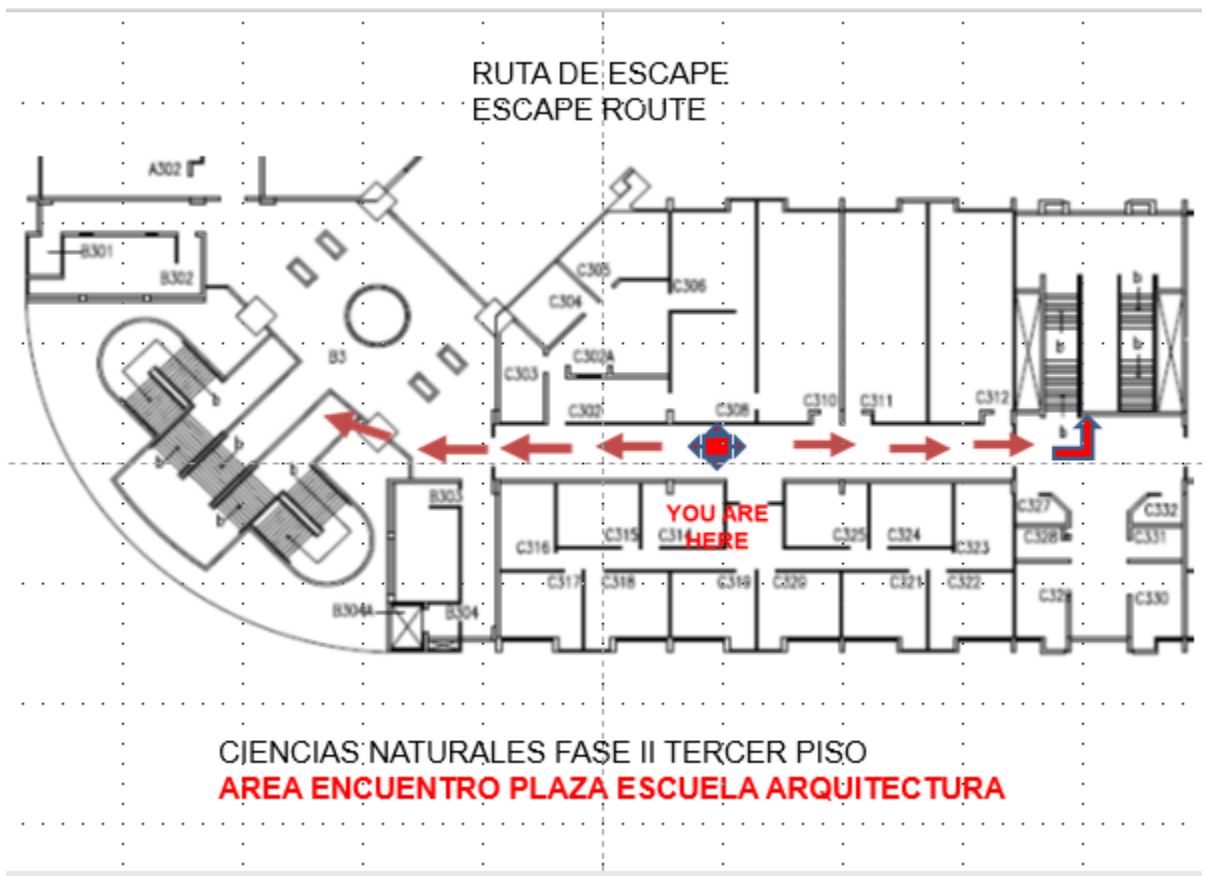 RUTA DE ESCAPE
ESCAPE ROUTE
A302
B301
B302
C305
C304
C306
B3
C302A
C303
C302
C308
C310
C311
C312
b
b
b
b
b
b
b
b
b
b
B303
YOU ARE
HERE
C316
C315
C314
C325
C324
C323
C327
C332
C328
C331
C317
C318
C319
C320
C321
C322
C329
C330
B304A
B304
CIENCIAS NATURALES FASE II TERCER PISO
AREA ENCUENTRO PLAZA ESCUELA ARQUITECTURA